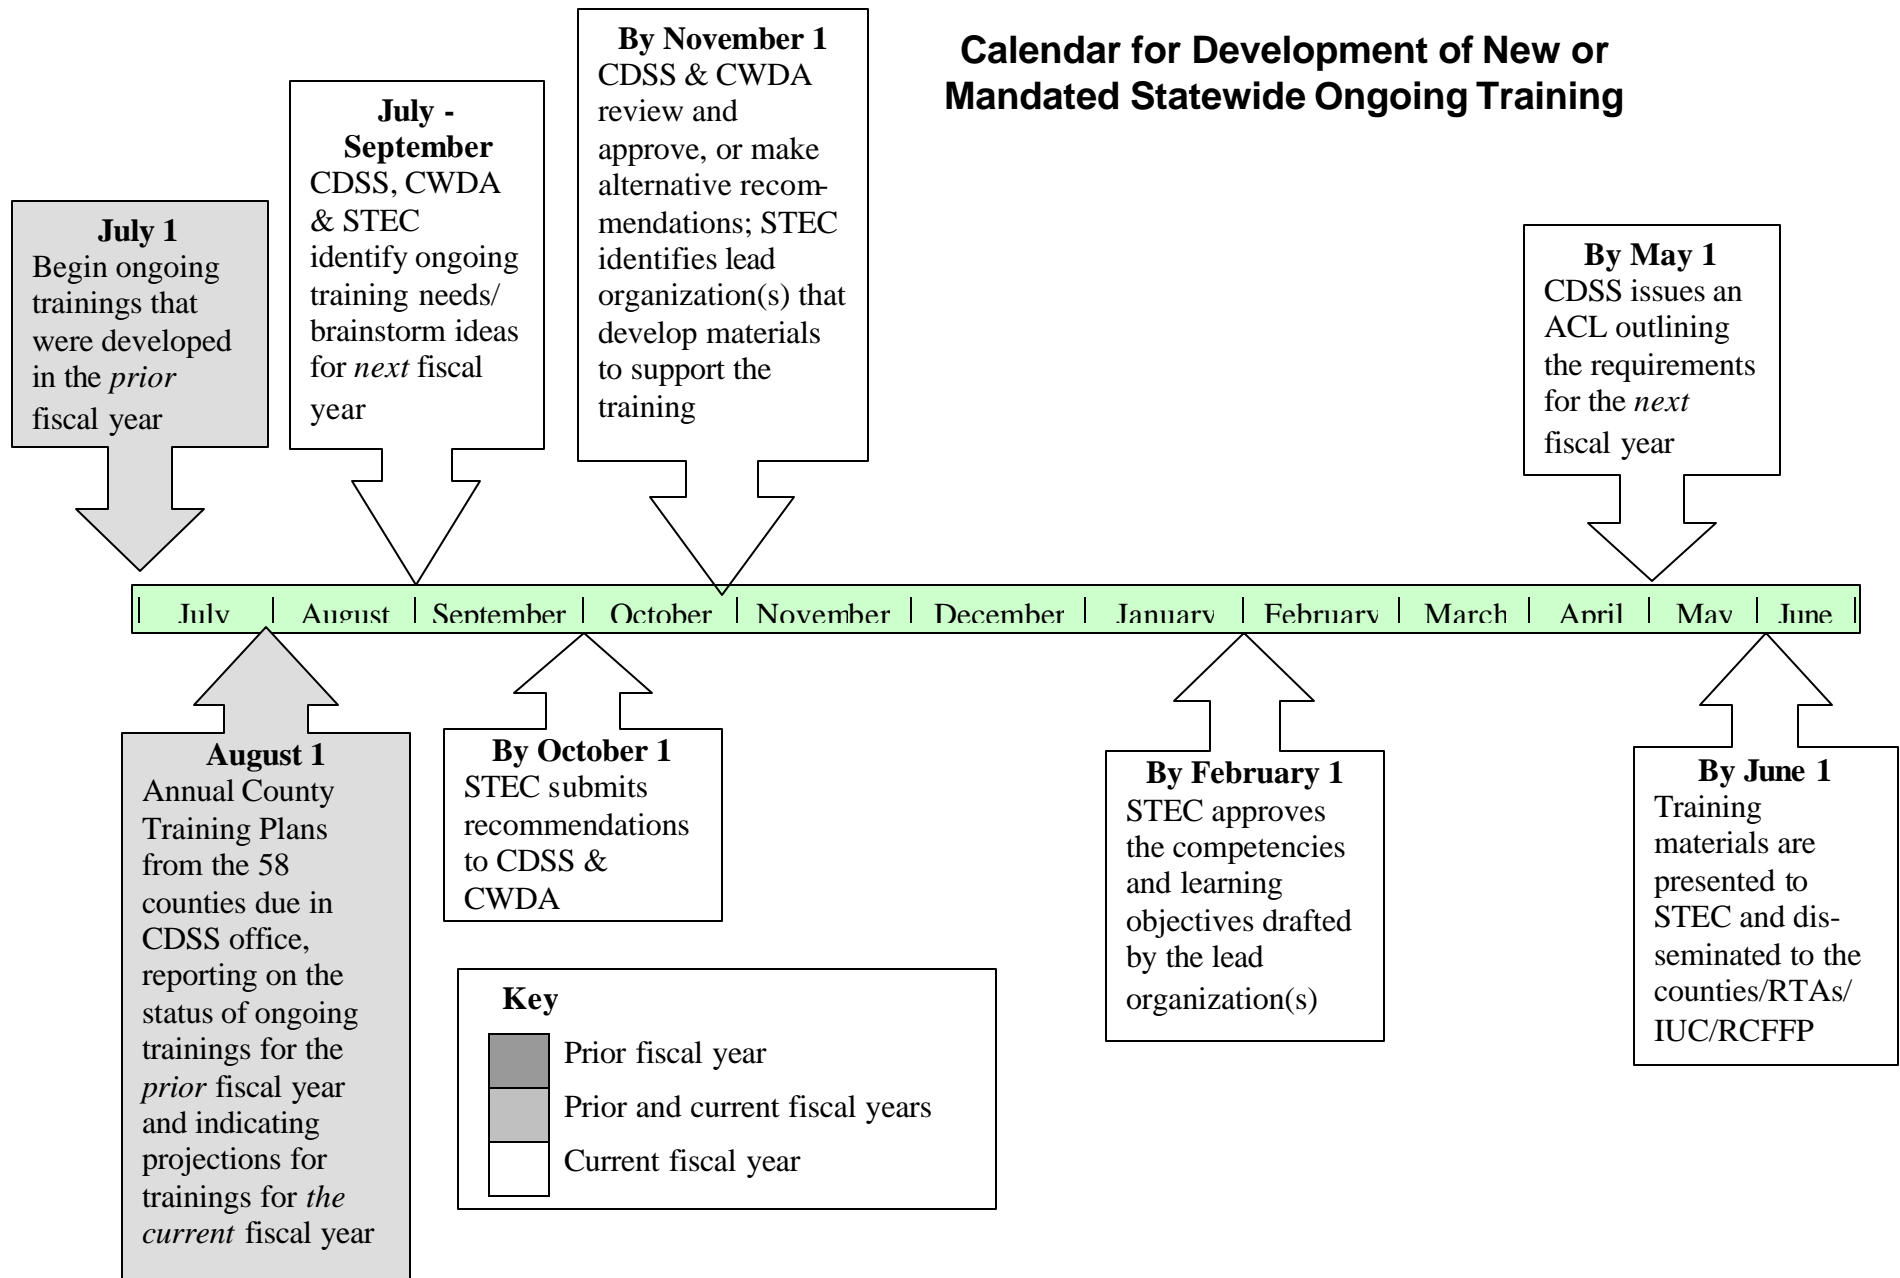 Calendar for Development of New or
Mandated Statewide Ongoing Training
July 1
Begin ongoing
trainings that
were developed
in the prior
fiscal year
July -
September
CDSS, CWDA
& STEC
identify ongoing
training needs/
brainstorm ideas
for next fiscal
year
By November 1
CDSS & CWDA
review and
approve, or make
alternative recom-
mendations; STEC
identifies lead
organization(s) that
develop materials
to support the
training
By May 1
CDSS issues an
ACL outlining
the requirements
for the next
fiscal year
July August September October November December January February March April May June
August 1
Annual County
Training Plans
from the 58
counties due in
CDSS office,
reporting on the
status of ongoing
trainings for the
prior fiscal year
and indicating
projections for
trainings for the
current fiscal year
By October 1
STEC submits
recommendations
to CDSS &
CWDA
By February 1
STEC approves
the competencies
and learning
objectives drafted
by the lead
organization(s)
By June 1
Training
materials are
presented to
STEC and dis-
seminated to the
counties/RTAs/
IUC/RCFFP
Key
Prior fiscal year
Prior and current fiscal years
Current fiscal year